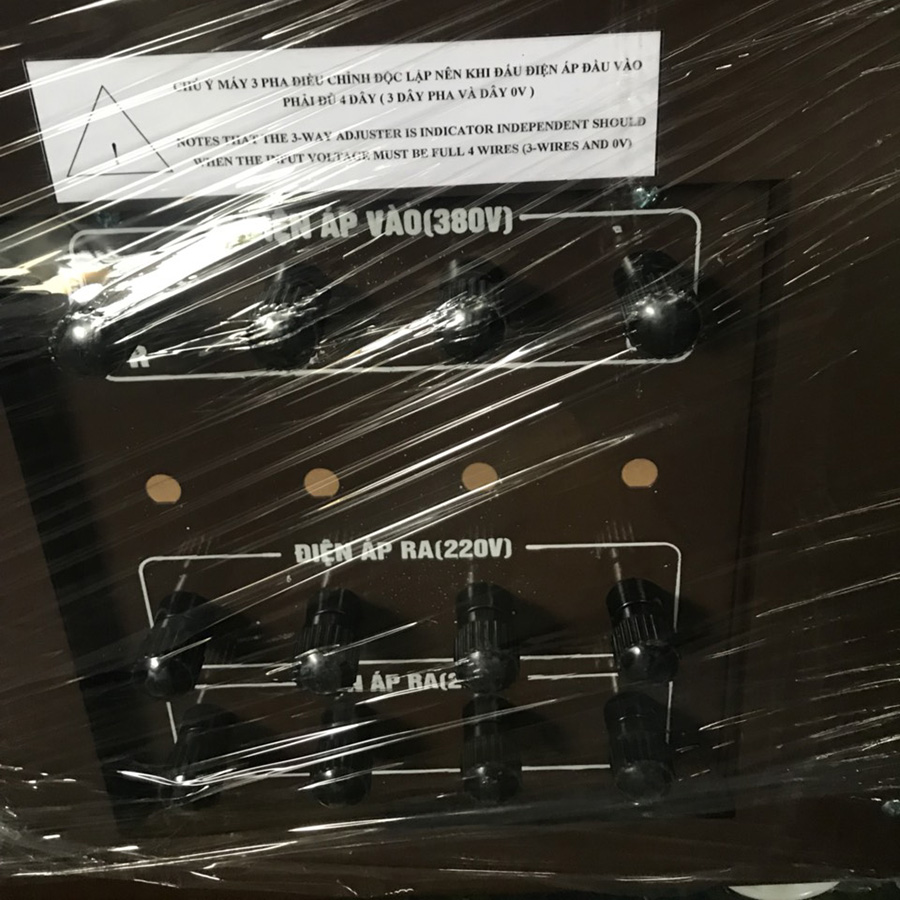 CHÚ Ý MÁY 3 PHA ĐIỀU CHỈNH ĐỘC LẬP NÊN KHI ĐẤU ĐIỆN ÁP ĐẦU VÀO
PHẢI ĐỦ 4 DÂY ( 3 DÂY PHA VÀ DÂY 0V )
NOTES THAT THE 3-WAY ADJUSTER IS INDICATOR INDEPENDENT SHOULD
WHEN THE INPUT VOLTAGE MUST BE FULL 4 WIRES (3-WIRES AND 0V)
ĐIỆN ÁP VÀO(380V)
A
ĐIỆN ÁP RA(220V)
ÁP RA(2